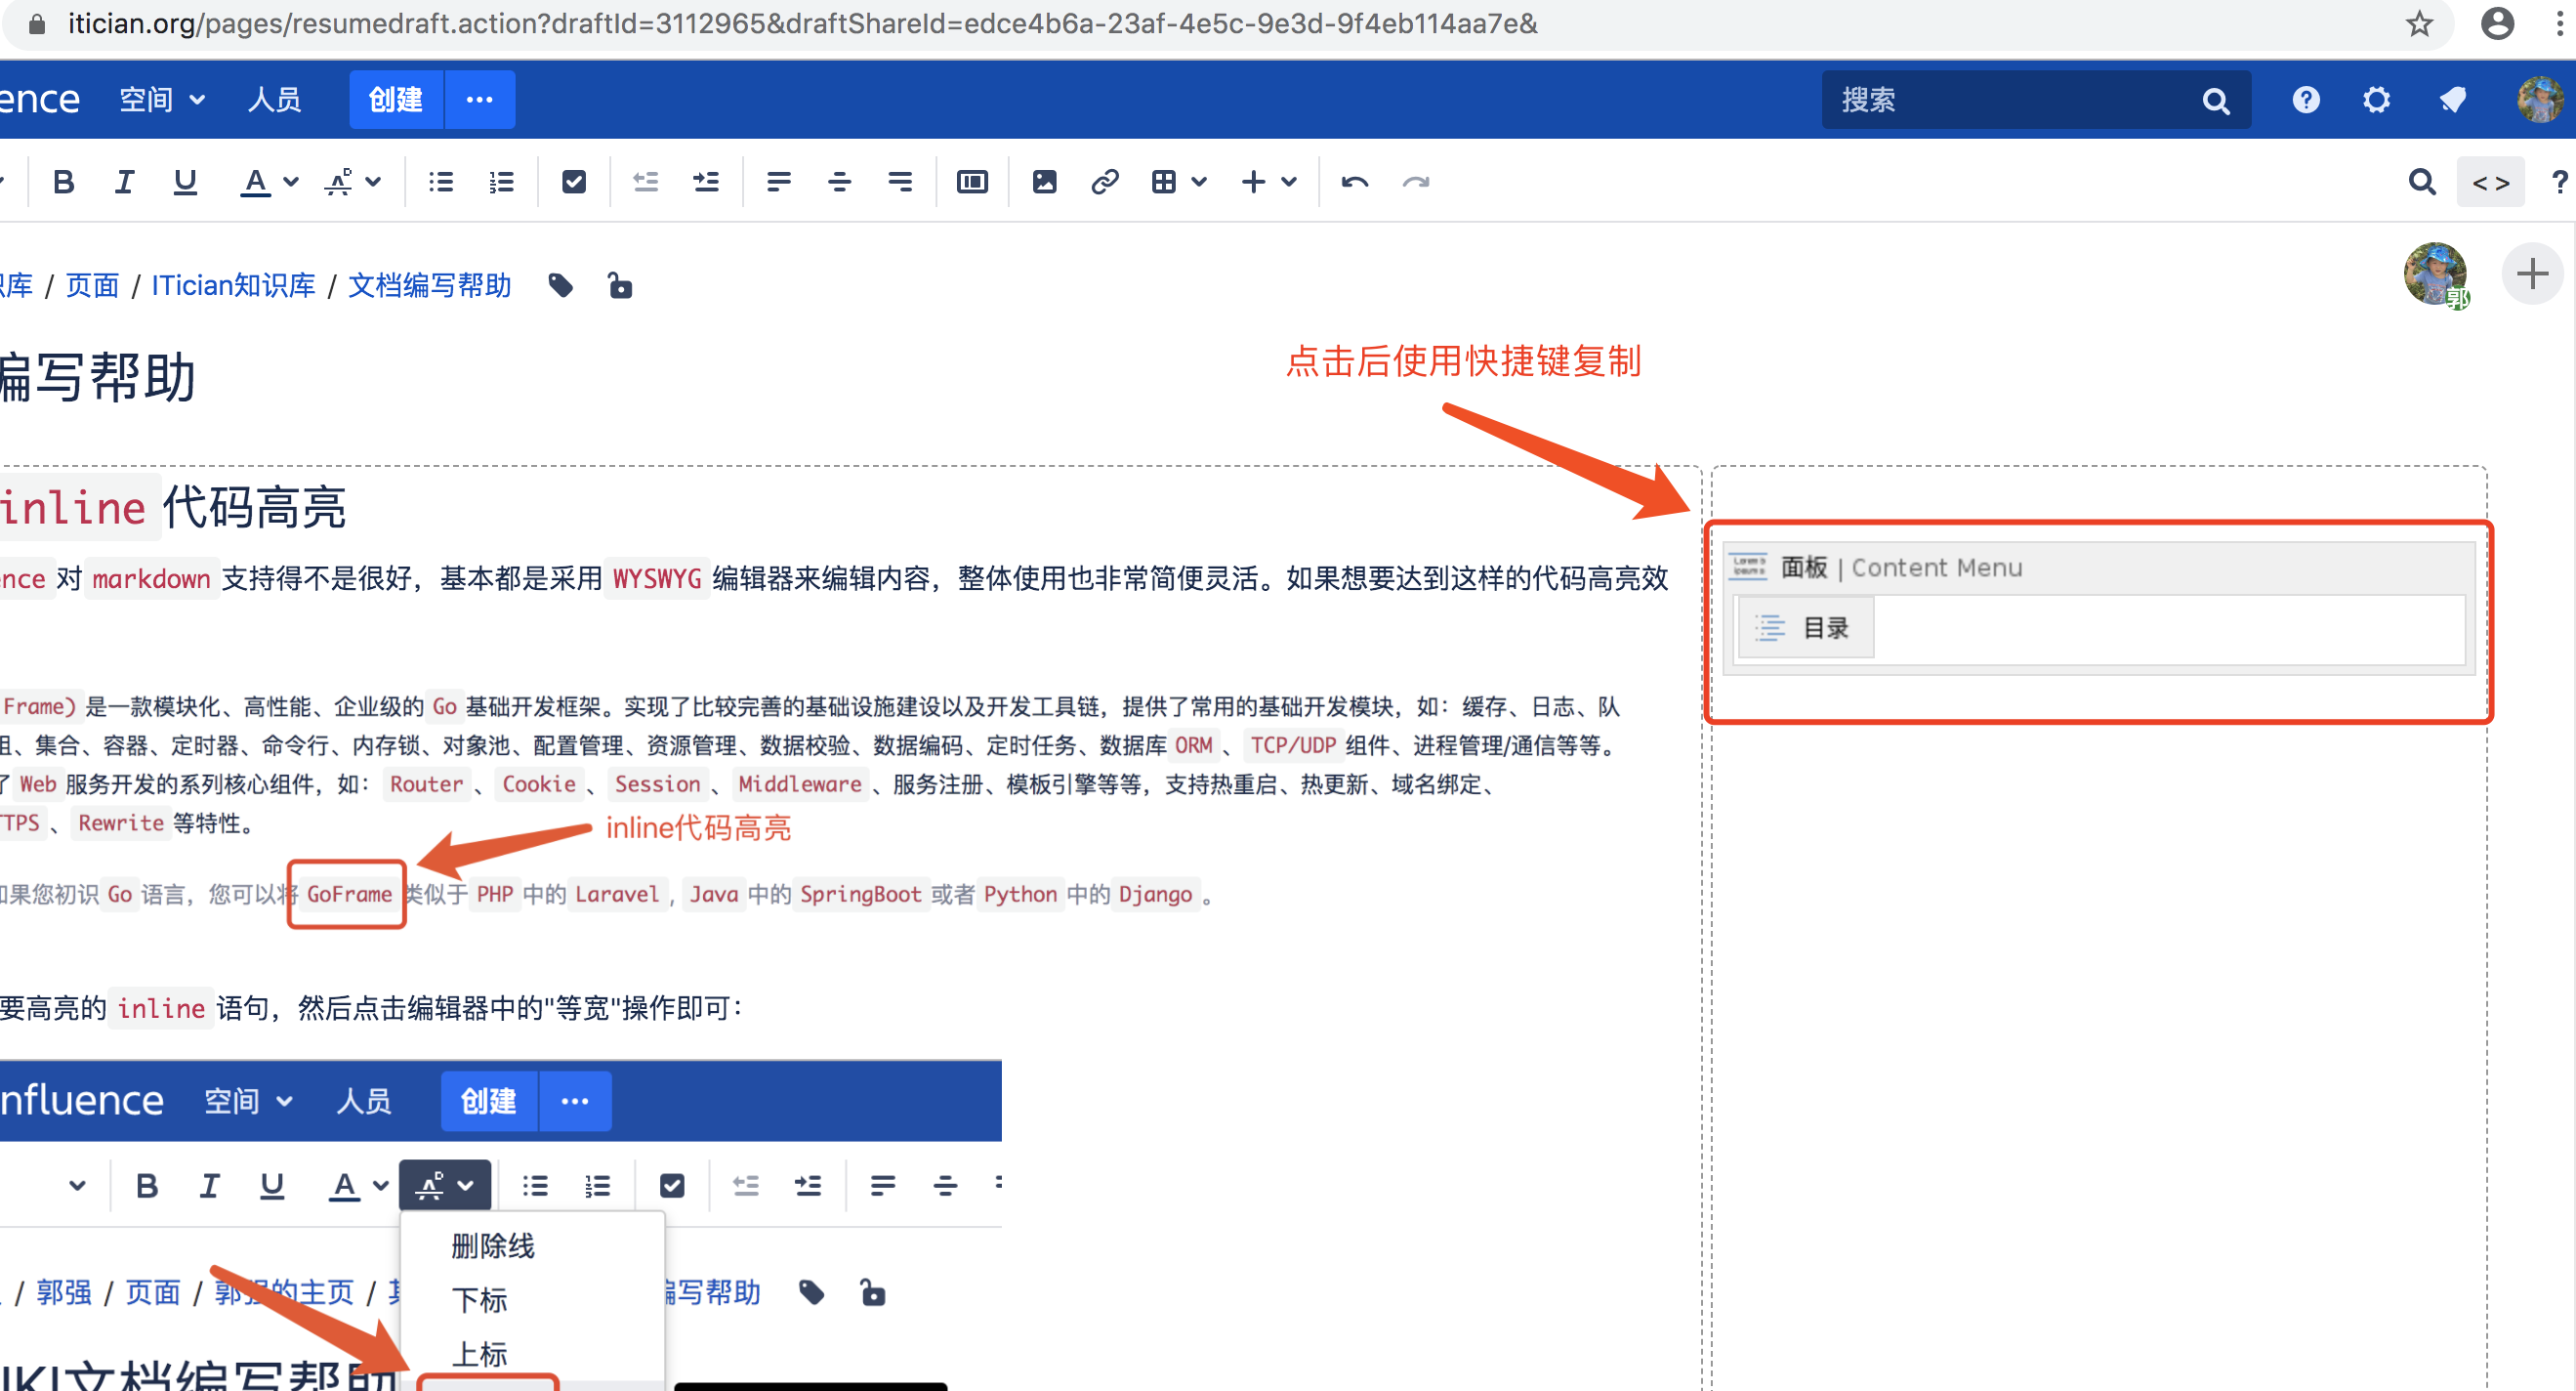 itician.org/pages/resumedraft.action?draftId=3112965&draftShareId=edce4b6a-23af-4e5c-9e3d-9f4eb114aa7e&
ence 空间 人员 创建 ··· 搜索 ?
B I U A < > ?
识库 / 页面 / ITician知识库 / 文档编写帮助
郭
编写帮助
点击后使用快捷键复制
inline 代码高亮
面板 | Content Menu
目录
ence 对 markdown 支持得不是很好，基本都是采用 WYSWYG 编辑器来编辑内容，整体使用也非常简便灵活。如果想要达到这样的代码高亮效
Frame) 是一款模块化、高性能、企业级的 Go 基础开发框架。实现了比较完善的基础设施建设以及开发工具链，提供了常用的基础开发模块，如：缓存、日志、队
组、集合、容器、定时器、命令行、内存锁、对象池、配置管理、资源管理、数据校验、数据编码、定时任务、数据库 ORM 、 TCP/UDP 组件、进程管理/通信等等。
了 Web 服务开发的系列核心组件，如： Router 、 Cookie 、 Session 、 Middleware 、服务注册、模板引擎等等，支持热重启、热更新、域名绑定、
TTPS 、 Rewrite 等特性。
inline代码高亮
如果您初识 Go 语言，您可以将 GoFrame 类似于 PHP 中的 Laravel , Java 中的 SpringBoot 或者 Python 中的 Django 。
要高亮的 inline 语句，然后点击编辑器中的"等宽"操作即可：
nfluence 空间 人员 创建 ···
B I U A
删除线
/ 郭强 / 页面 / 郭强的主页 / 编写帮助
下标
上标
IKI文档编写帮助